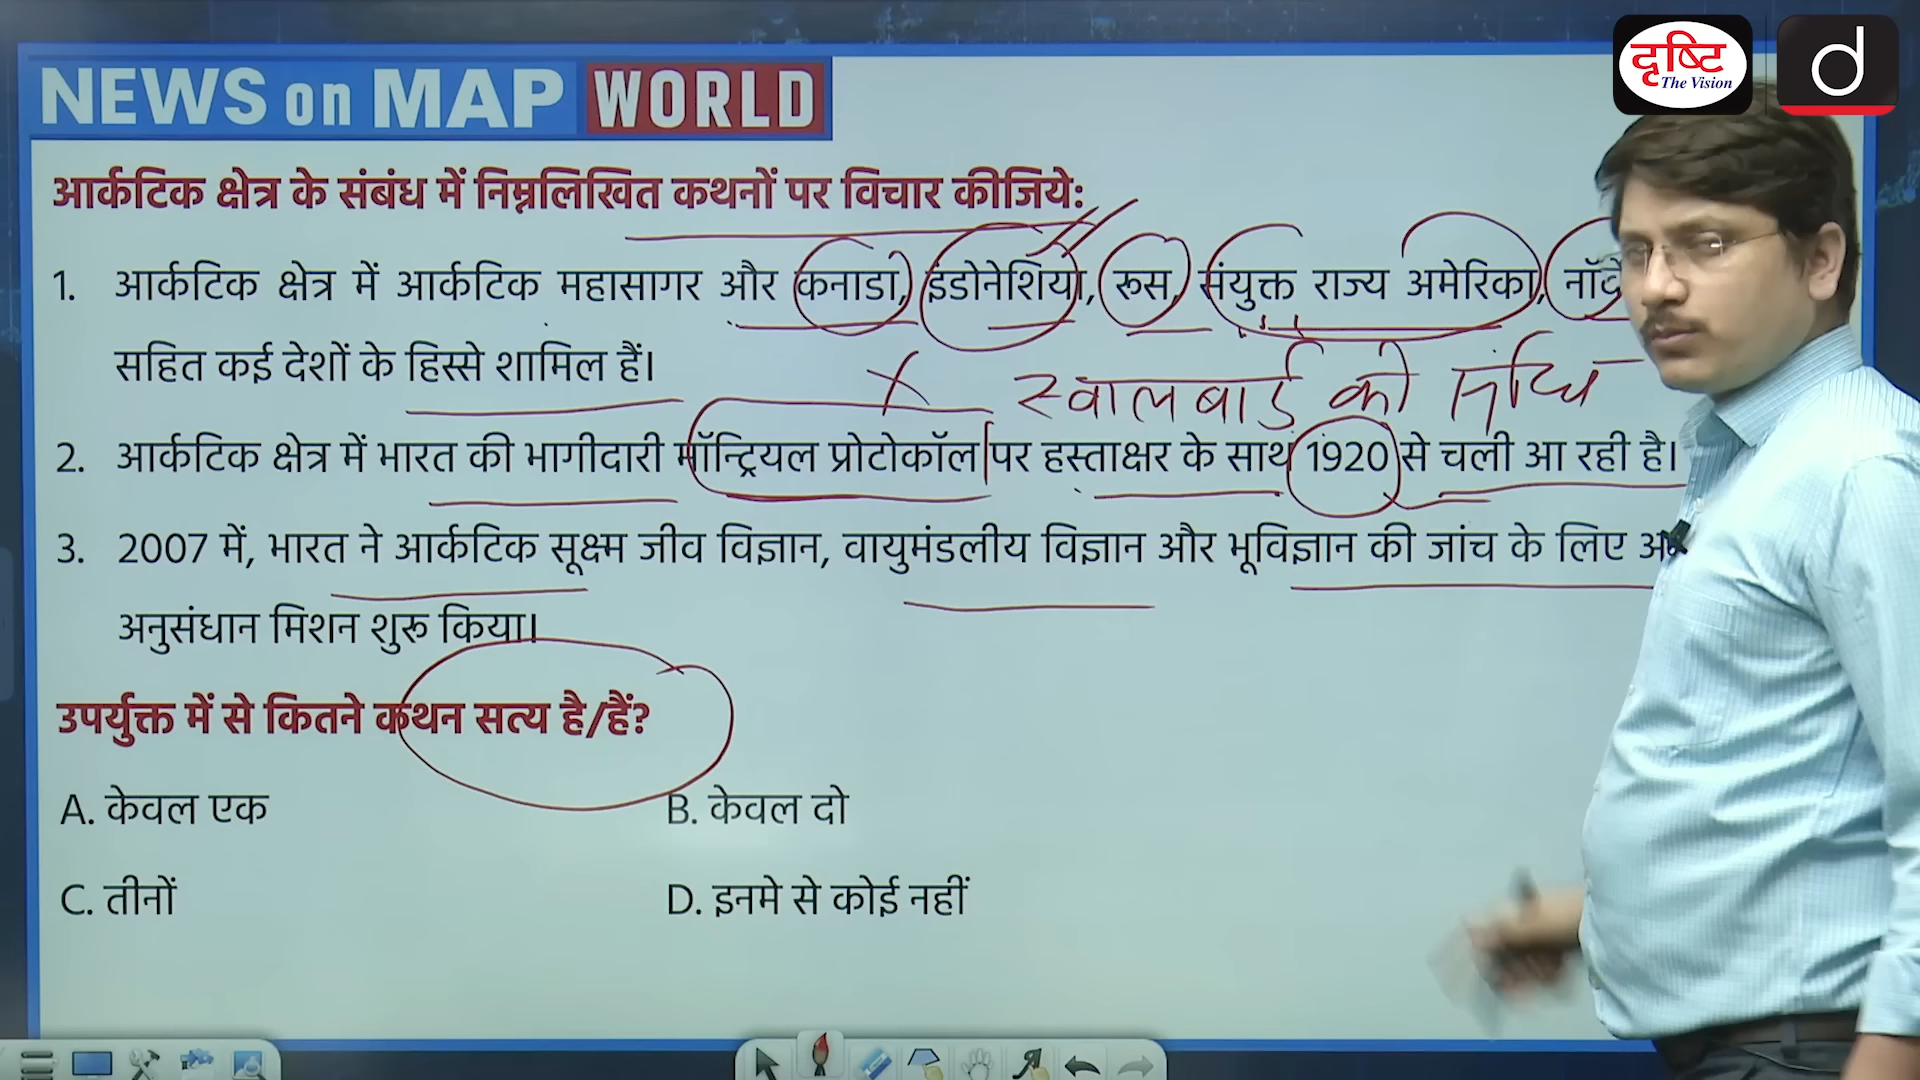 दृष्टि
The Vision
d
NEWS on MAP WORLD
आर्कटिक क्षेत्र के संबंध में निम्नलिखित कथनों पर विचार कीजिये:
1. आर्कटिक क्षेत्र में आर्कटिक महासागर और कनाडा, इंडोनेशिया, रूस, संयुक्त राज्य अमेरिका,
सहित कई देशों के हिस्से शामिल हैं।
स्वालबार्ड की संधि
2. आर्कटिक क्षेत्र में भारत की भागीदारी मॉन्ट्रियल प्रोटोकॉल पर हस्ताक्षर के साथ 1920 से चली आ रही है।
3. 2007 में, भारत ने आर्कटिक सूक्ष्म जीव विज्ञान, वायुमंडलीय विज्ञान और भूविज्ञान की जांच के लिए
अनुसंधान मिशन शुरू किया।
उपर्युक्त में से कितने कथन सत्य है/हैं?
A. केवल एक B. केवल दो
C. तीनों D. इनमे से कोई नहीं